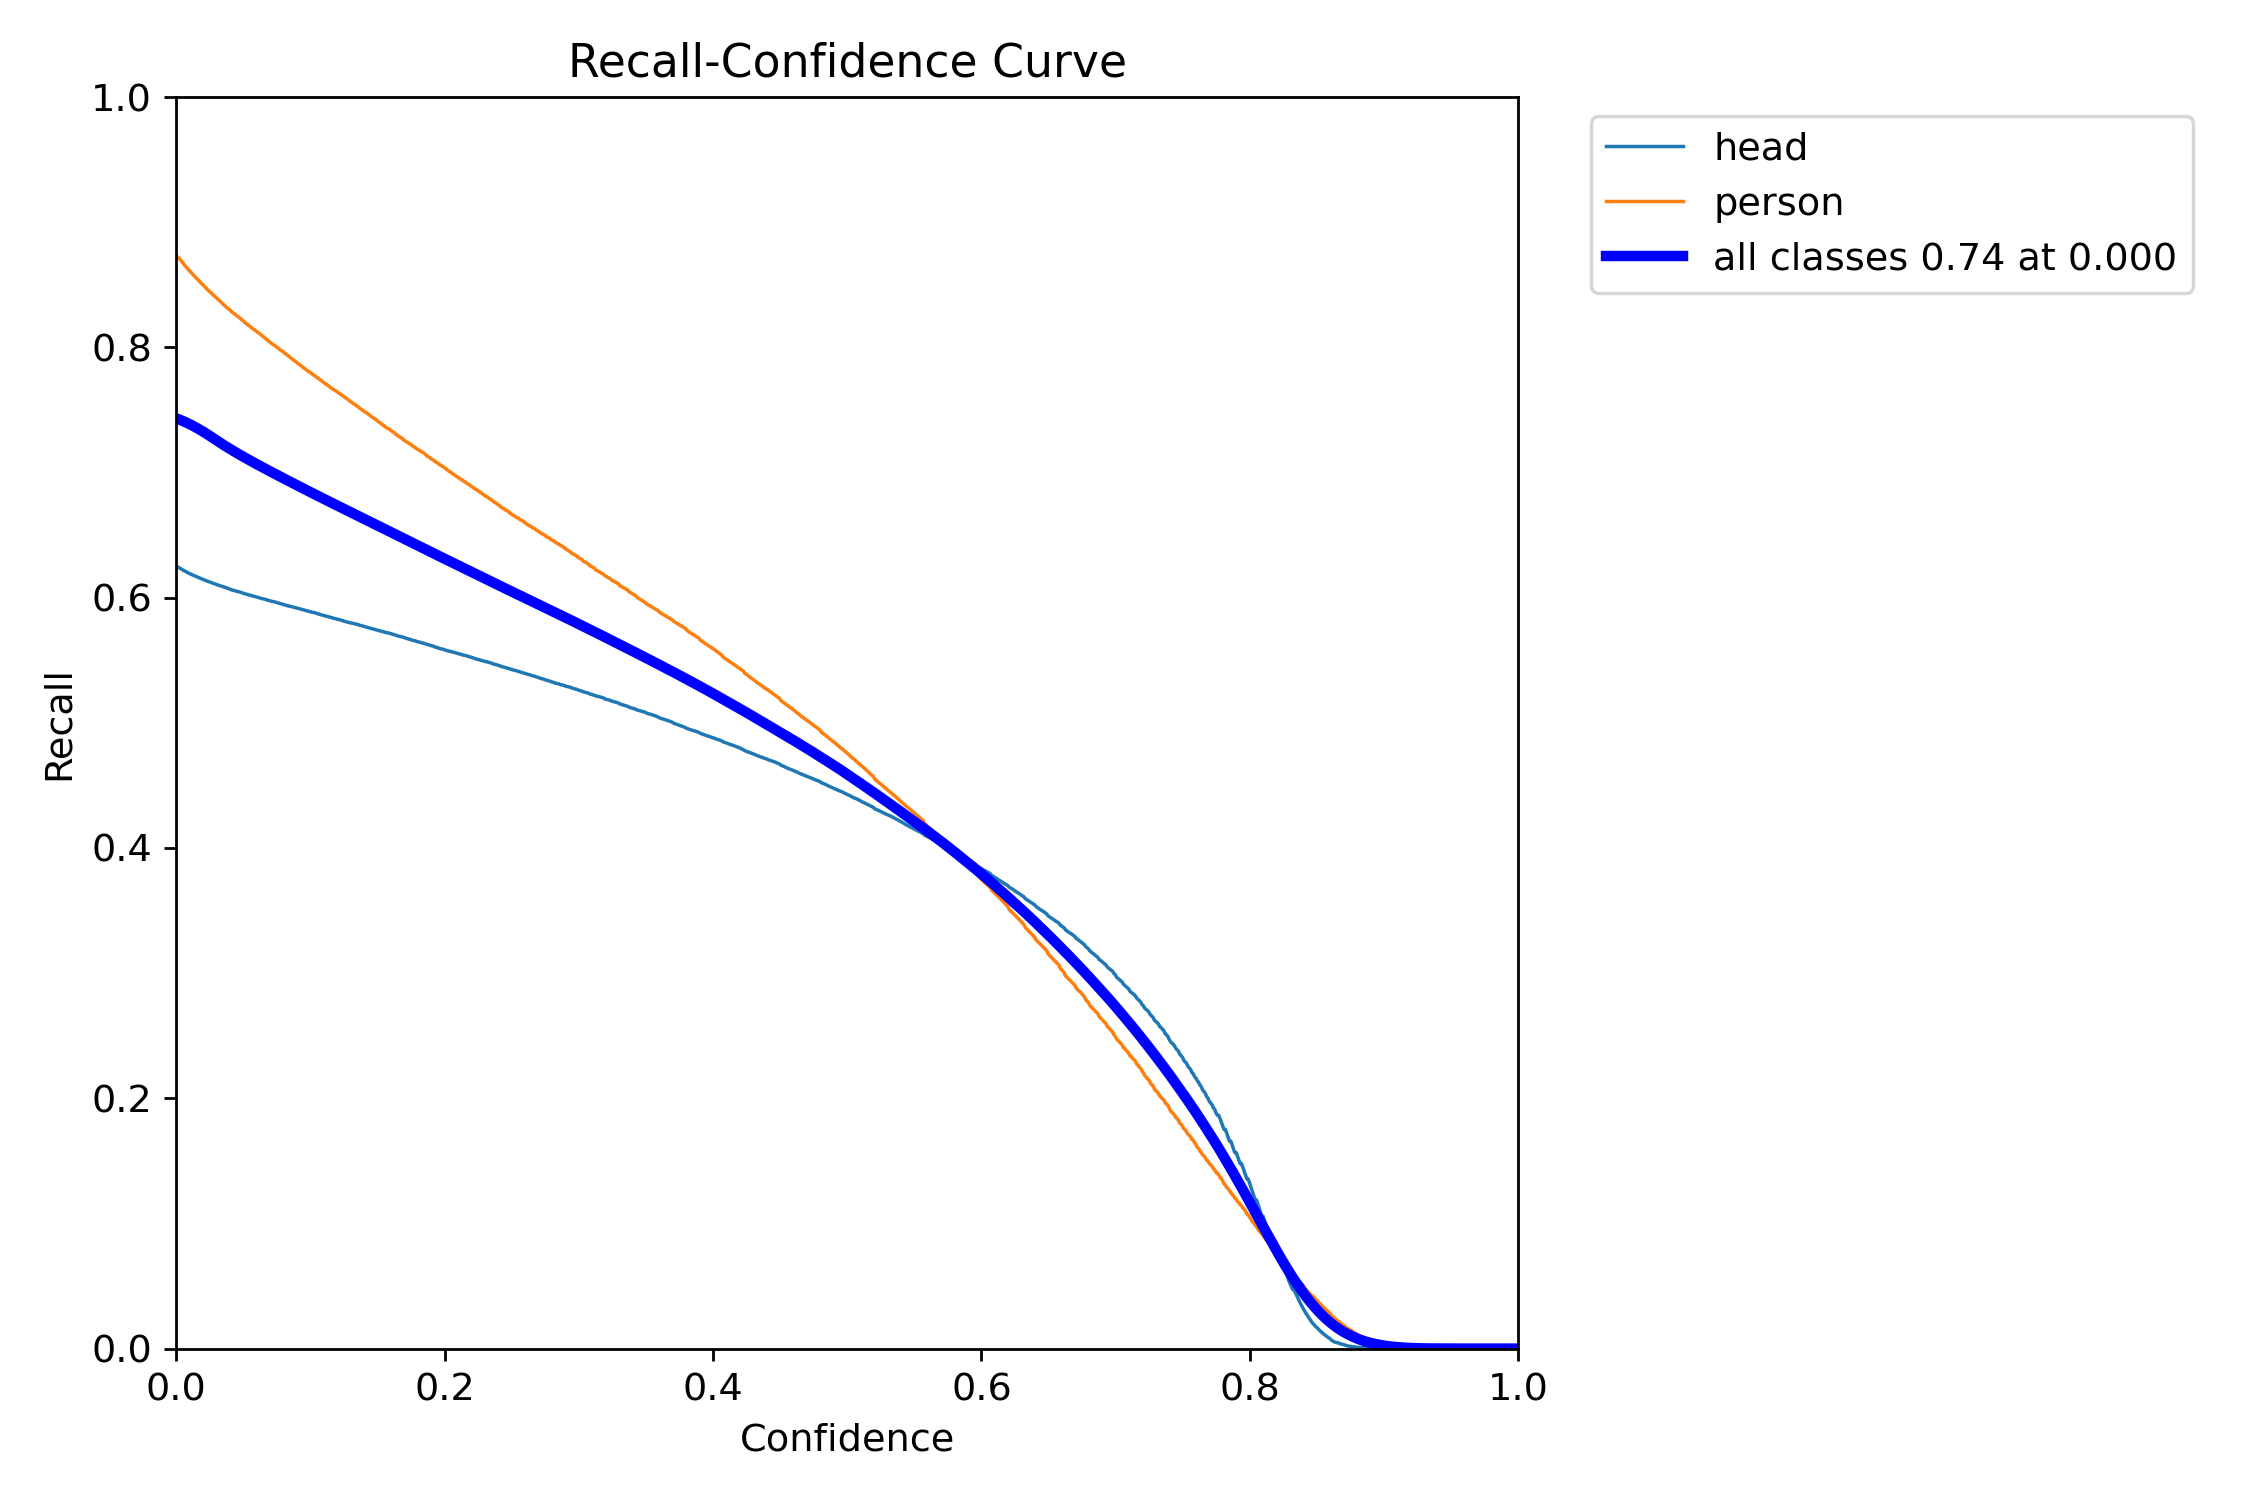 Recall-Confidence Curve
head
person
all classes 0.74 at 0.000
1.0
0.8
0.6
0.4
0.2
0.0
Recall
0.0 0.2 0.4 0.6 0.8 1.0
Confidence